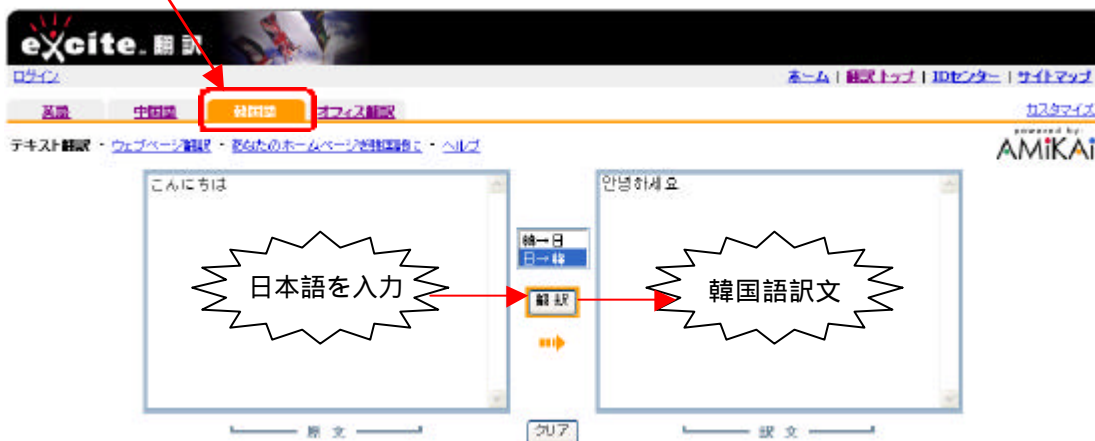 excite.翻訳
ログイン
ホーム | 翻訳トップ | IDセンター | サイトマップ
英語 中国語 韓国語 オフィス翻訳
カスタマイズ
テキスト翻訳 ・ ウェブページ翻訳 ・ あなたのホームページを韓国語に ・ ヘルプ
powered by
AMiKAi
こんにちは
안녕하세요
韓→日
日→韓
日本語を入力
翻訳
韓国語訳文
原文
クリア
訳文